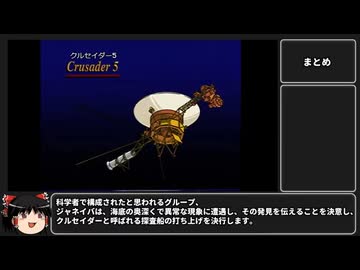 クルセイダー5
Crusader 5
まとめ
科学者で構成されたと思われるグループ、
ジャネイバは、海底の奥深くで異常な現象に遭遇し、その発見を伝えることを決意し、
クルセイダーと呼ばれる探査船の打ち上げを決行します。